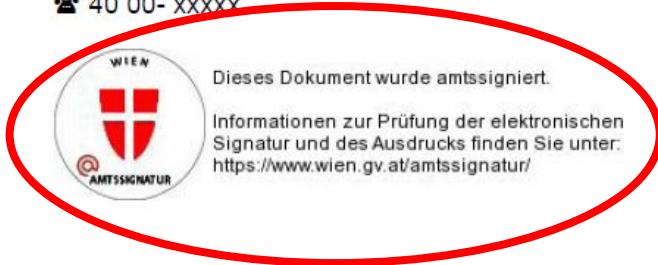 ☎ 40 00- xxxxx
WIEN
@
AMTSSIGNATUR
Dieses Dokument wurde amtssigniert.
Informationen zur Prüfung der elektronischen
Signatur und des Ausdrucks finden Sie unter:
https://www.wien.gv.at/amtssignatur/